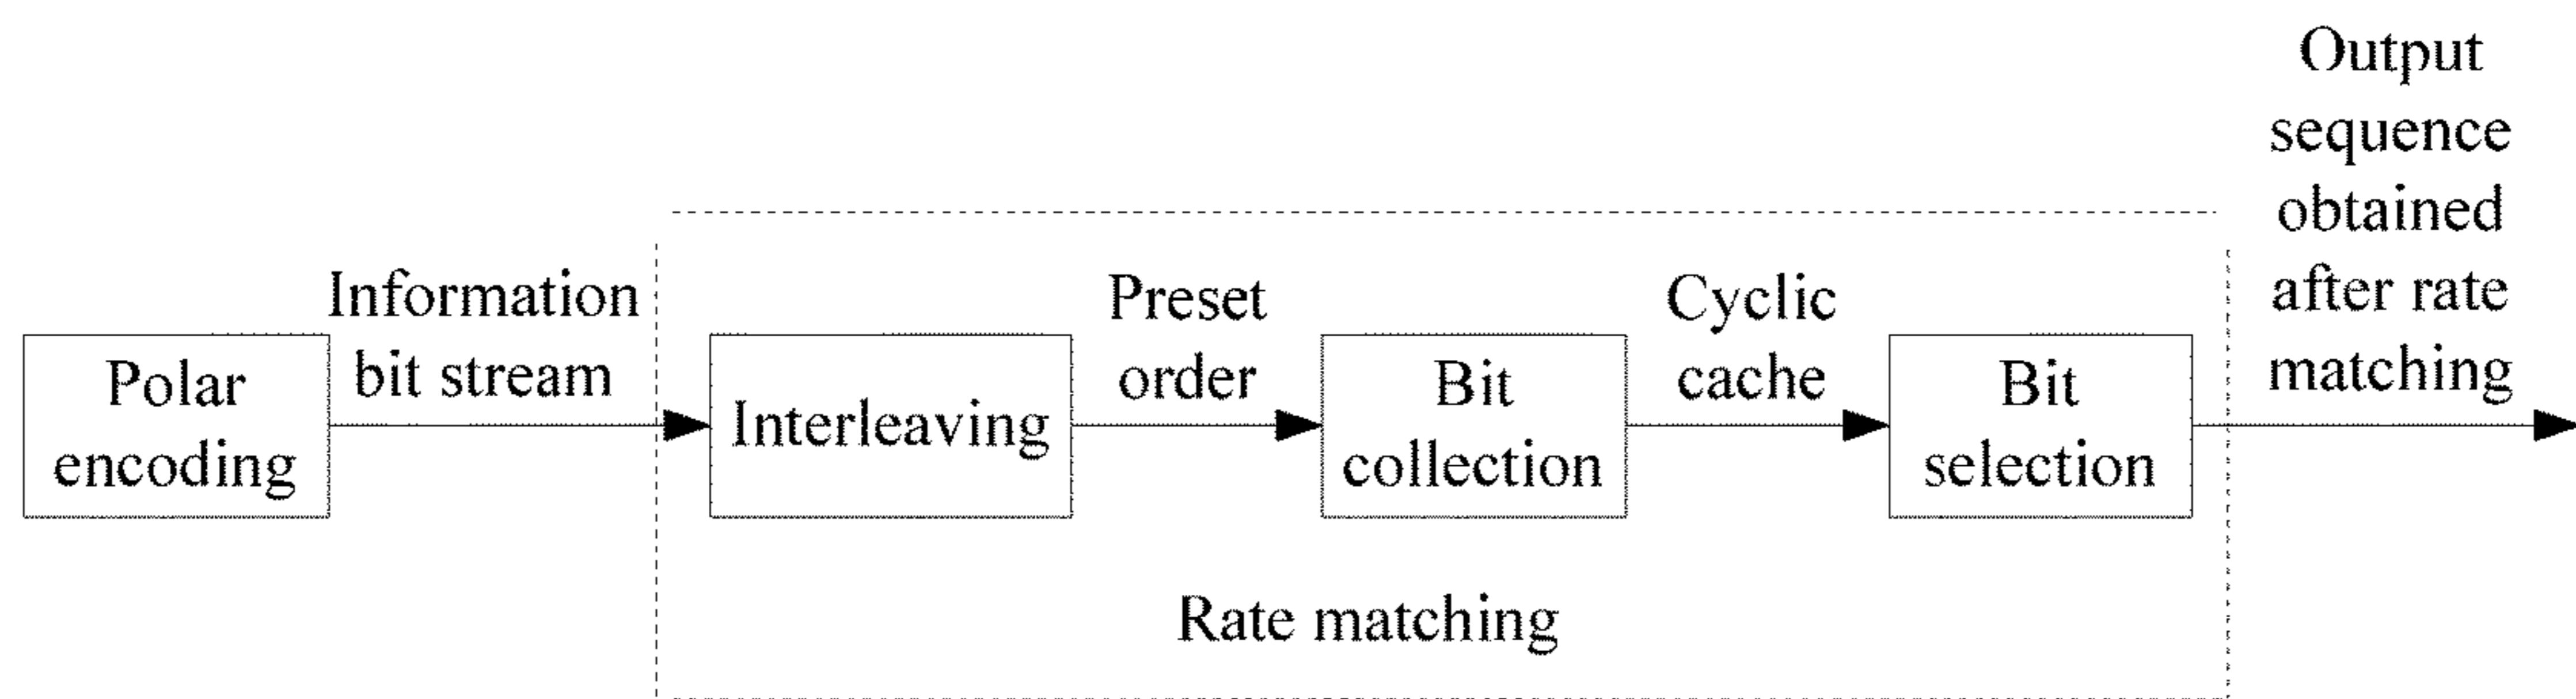 Polar
encoding
Information
bit stream
Interleaving
Preset
order
Bit
collection
Cyclic
cache
Bit
selection
Output
sequence
obtained
after rate
matching
Rate matching